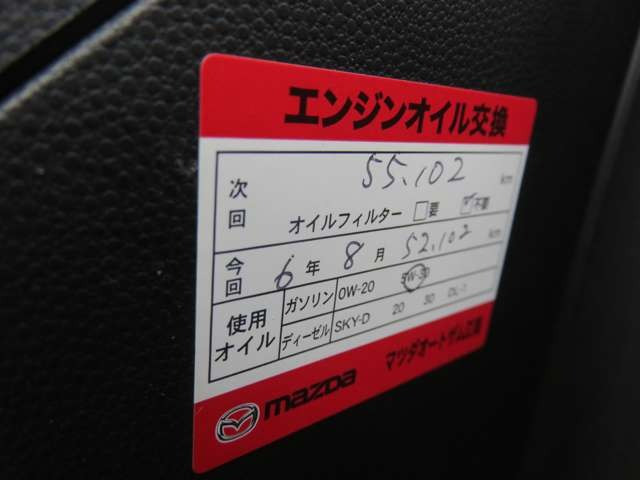 エンジンオイル交換
次回 55.102 km
オイルフィルター □要 ☑不要
今回 6年 8月 52.102 km
使用オイル
ガソリン 0W-20 5W-30
ディーゼル SKY-D 20 30 DL-1
マツダオートザム
mazda